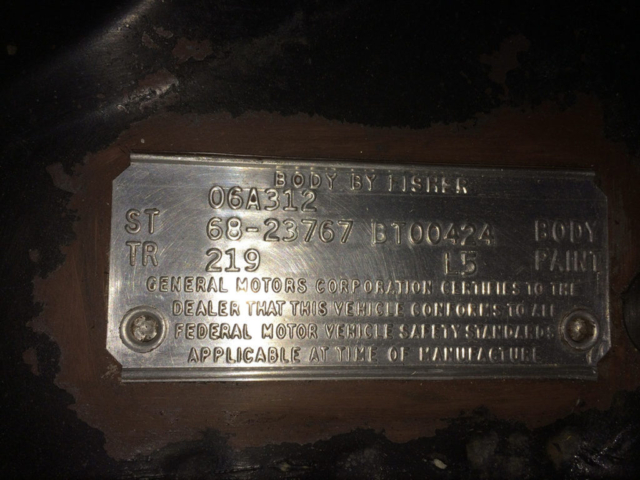 BODY BY FISHER
06A312
ST 68-23767 BT00424 BODY
TR 219 L5 PAINT
GENERAL MOTORS CORPORATION CERTIFIES TO THE
DEALER THAT THIS VEHICLE CONFORMS TO ALL
FEDERAL MOTOR VEHICLE SAFETY STANDARDS
APPLICABLE AT TIME OF MANUFACTURE